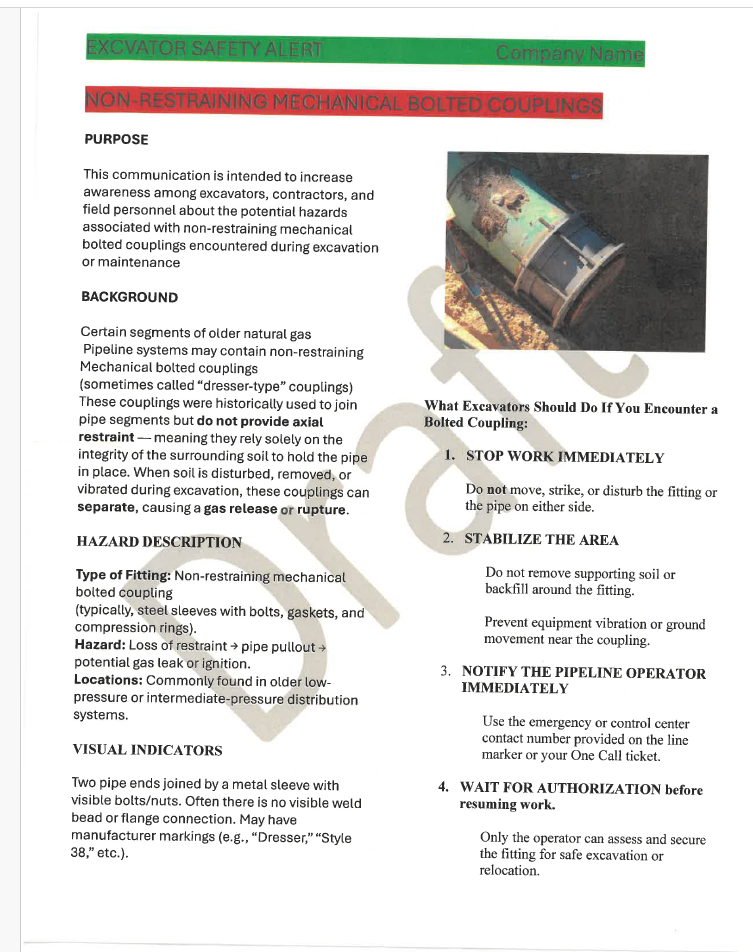 EXCVATOR SAFETY ALERT Company Name
NON-RESTRAINING MECHANICAL BOLTED COUPLINGS
PURPOSE
This communication is intended to increase
awareness among excavators, contractors, and
field personnel about the potential hazards
associated with non-restraining mechanical
bolted couplings encountered during excavation
or maintenance
BACKGROUND
Certain segments of older natural gas
Pipeline systems may contain non-restraining
Mechanical bolted couplings
(sometimes called “dresser-type” couplings)
These couplings were historically used to join
pipe segments but do not provide axial
restraint — meaning they rely solely on the
integrity of the surrounding soil to hold the pipe
in place. When soil is disturbed, removed, or
vibrated during excavation, these couplings can
separate, causing a gas release or rupture.
HAZARD DESCRIPTION
Type of Fitting: Non-restraining mechanical
bolted coupling
(typically, steel sleeves with bolts, gaskets, and
compression rings).
Hazard: Loss of restraint → pipe pullout →
potential gas leak or ignition.
Locations: Commonly found in older low-
pressure or intermediate-pressure distribution
systems.
VISUAL INDICATORS
Two pipe ends joined by a metal sleeve with
visible bolts/nuts. Often there is no visible weld
bead or flange connection. May have
manufacturer markings (e.g., “Dresser,” “Style
38,” etc.).
What Excavators Should Do If You Encounter a
Bolted Coupling:
1. STOP WORK IMMEDIATELY
Do not move, strike, or disturb the fitting or
the pipe on either side.
2. STABILIZE THE AREA
Do not remove supporting soil or
backfill around the fitting.
Prevent equipment vibration or ground
movement near the coupling.
3. NOTIFY THE PIPELINE OPERATOR
IMMEDIATELY
Use the emergency or control center
contact number provided on the line
marker or your One Call ticket.
4. WAIT FOR AUTHORIZATION before
resuming work.
Only the operator can assess and secure
the fitting for safe excavation or
relocation.
Draft